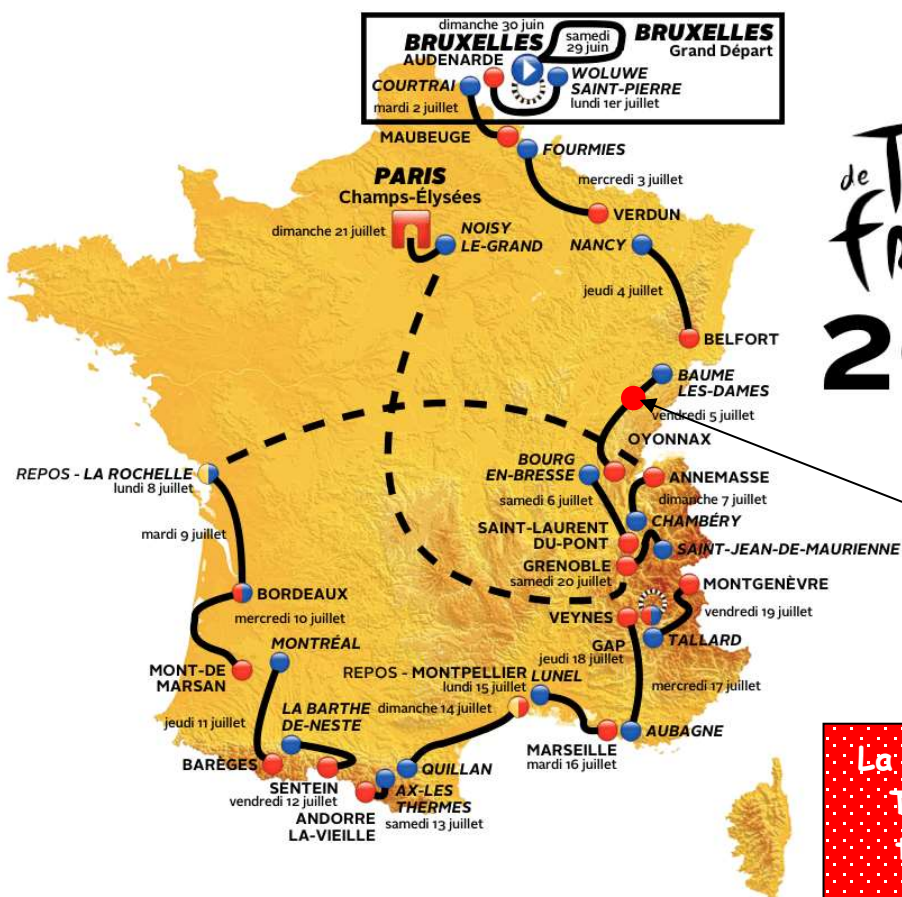 dimanche 30 juin
BRUXELLES
samedi
29 juin
BRUXELLES
Grand Départ
AUDENARDE
COURTRAI
mardi 2 juillet
WOLUWE
SAINT-PIERRE
lundi 1er juillet
MAUBEUGE
FOURMIES
mercredi 3 juillet
VERDUN
PARIS
Champs-Élysées
dimanche 21 juillet
NOISY
LE-GRAND
NANCY
jeudi 4 juillet
BELFORT
de
2
BAUME
LES-DAMES
vendredi 5 juillet
OYONNAX
BOURG
EN-BRESSE
samedi 6 juillet
ANNEMASSE
dimanche 7 juillet
CHAMBÉRY
REPOS - LA ROCHELLE
lundi 8 juillet
mardi 9 juillet
SAINT-LAURENT
DU-PONT
SAINT-JEAN-DE-MAURIENNE
GRENOBLE
samedi 20 juillet
MONTGENÈVRE
vendredi 19 juillet
BORDEAUX
mercredi 10 juillet
VEYNES
GAP
jeudi 18 juillet
TALLARD
mercredi 17 juillet
MONTRÉAL
MONT-DE
MARSAN
REPOS - MONTPELLIER
lundi 15 juillet
LUNEL
dimanche 14 juillet
jeudi 11 juillet
LA BARTHE
DE-NESTE
MARSEILLE
mardi 16 juillet
AUBAGNE
BARÈGES
SENTEIN
vendredi 12 juillet
QUILLAN
AX-LES
THERMES
samedi 13 juillet
ANDORRE
LA-VIEILLE
La